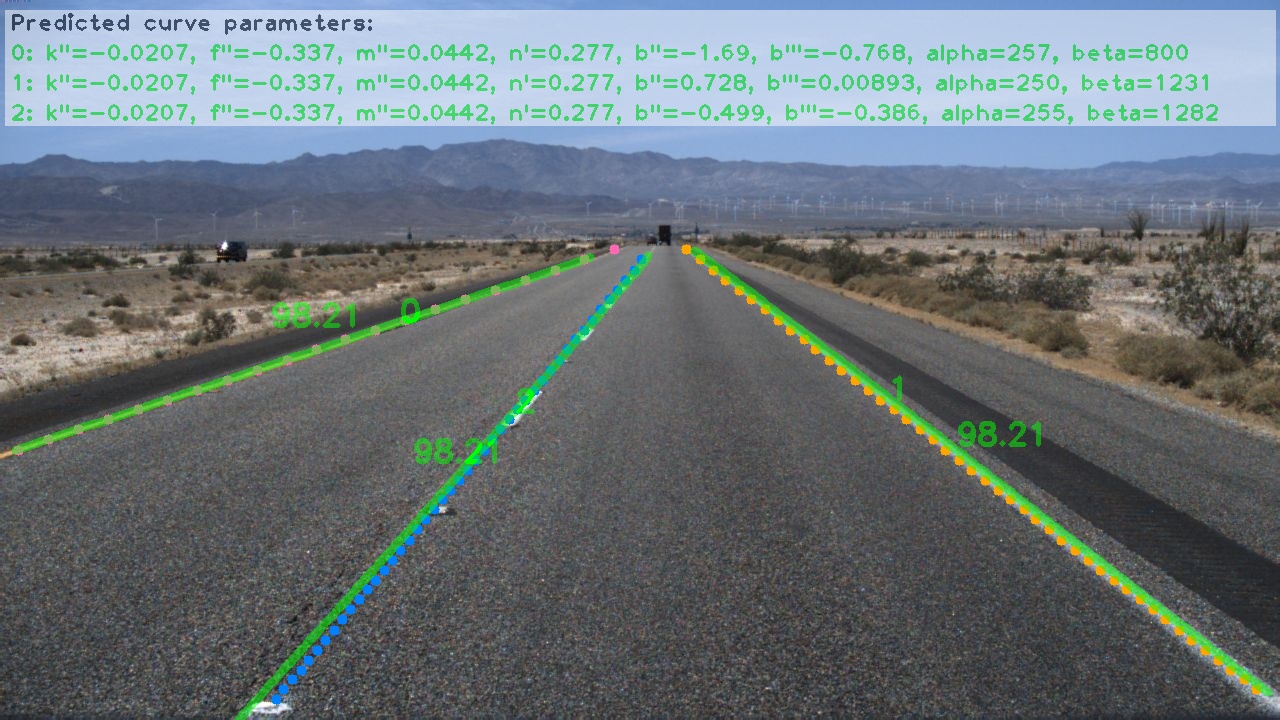 Predicted curve parameters:
0: k''=-0.0207, f''=-0.337, m''=0.0442, n'=0.277, b''=-1.69, b'''=-0.768, alpha=257, beta=800
1: k''=-0.0207, f''=-0.337, m''=0.0442, n'=0.277, b''=0.728, b'''=0.00893, alpha=250, beta=1231
2: k''=-0.0207, f''=-0.337, m''=0.0442, n'=0.277, b''=-0.499, b'''=-0.386, alpha=255, beta=1282
98.21 0
1
2
98.21
98.21